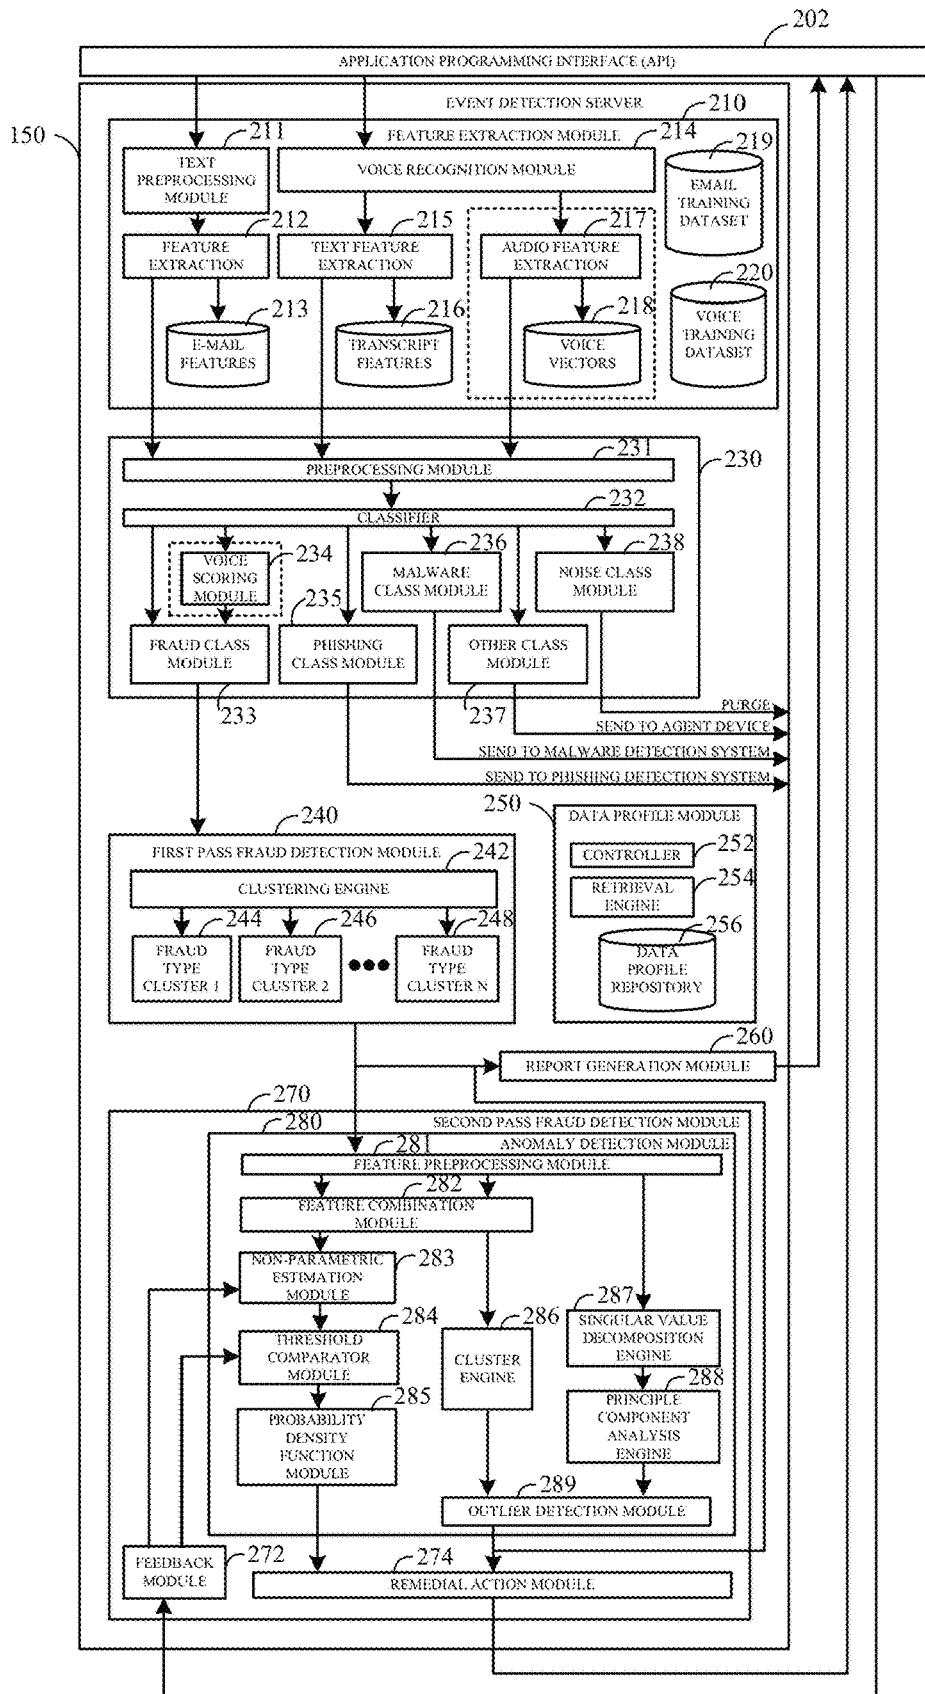 202
APPLICATION PROGRAMMING INTERFACE (API)
EVENT DETECTION SERVER
150
210
FEATURE EXTRACTION MODULE
211
TEXT
PREPROCESSING
MODULE
214
VOICE RECOGNITION MODULE
219
EMAIL
TRAINING
DATASET
212
FEATURE
EXTRACTION
215
TEXT FEATURE
EXTRACTION
217
AUDIO FEATURE
EXTRACTION
213
E-MAIL
FEATURES
216
TRANSCRIPT
FEATURES
218
VOICE
VECTORS
220
VOICE
TRAINING
DATASET
230
231
PREPROCESSING MODULE
232
CLASSIFIER
234
VOICE
SCORING
MODULE
236
MALWARE
CLASS MODULE
238
NOISE CLASS
MODULE
235
FRAUD CLASS
MODULE
233
PHISHING
CLASS MODULE
OTHER CLASS
MODULE
237
PURGE
SEND TO AGENT DEVICE
SEND TO MALWARE DETECTION SYSTEM
SEND TO PHISHING DETECTION SYSTEM
240
FIRST PASS FRAUD DETECTION MODULE
242
CLUSTERING ENGINE
244
FRAUD
TYPE
CLUSTER 1
246
FRAUD
TYPE
CLUSTER 2
248
FRAUD
TYPE
CLUSTER N
250
DATA PROFILE MODULE
252
CONTROLLER
254
RETRIEVAL
ENGINE
256
DATA
PROFILE
REPOSITORY
260
REPORT GENERATION MODULE
270
SECOND PASS FRAUD DETECTION MODULE
280
ANOMALY DETECTION MODULE
281
FEATURE PREPROCESSING MODULE
282
FEATURE COMBINATION
MODULE
283
NON-PARAMETRIC
ESTIMATION
MODULE
284
THRESHOLD
COMPARATOR
MODULE
285
PROBABILITY
DENSITY
FUNCTION
MODULE
286
CLUSTER
ENGINE
287
SINGULAR VALUE
DECOMPOSITION
ENGINE
288
PRINCIPLE
COMPONENT
ANALYSIS
ENGINE
289
OUTLIER DETECTION MODULE
272
FEEDBACK
MODULE
274
REMEDIAL ACTION MODULE